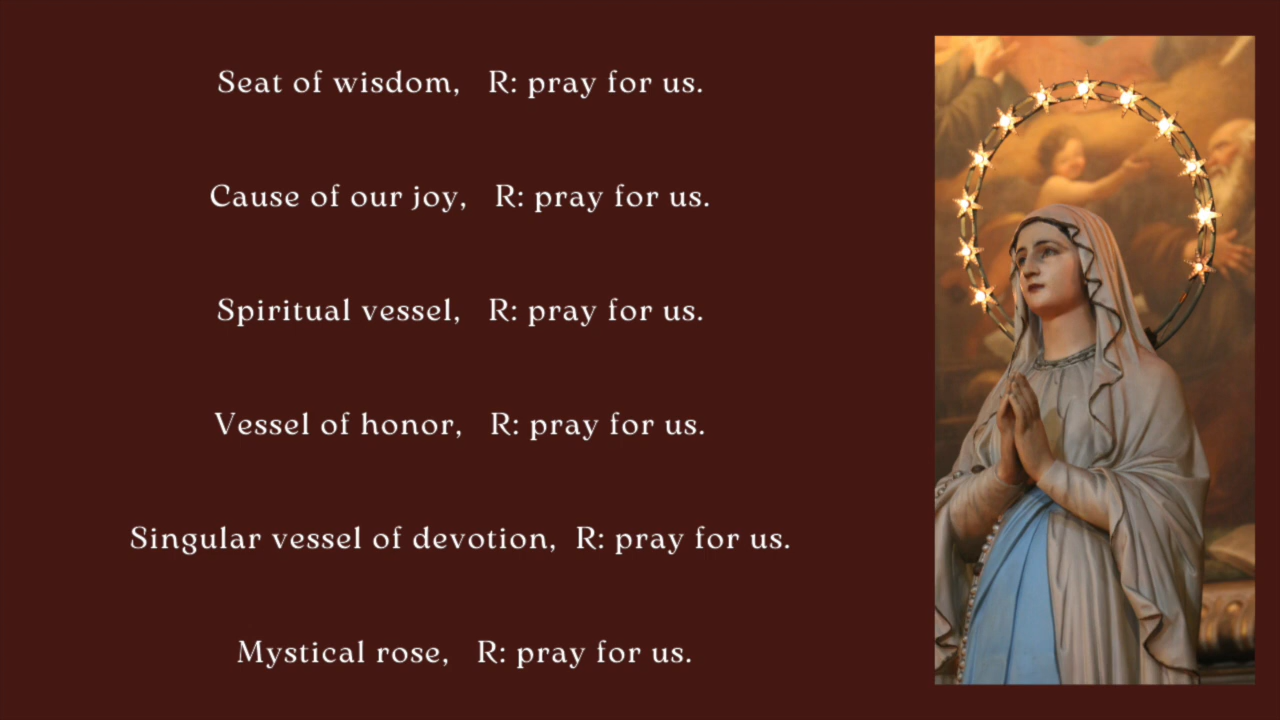 Seat of wisdom, R: pray for us.
Cause of our joy, R: pray for us.
Spiritual vessel, R: pray for us.
Vessel of honor, R: pray for us.
Singular vessel of devotion, R: pray for us.
Mystical rose, R: pray for us.